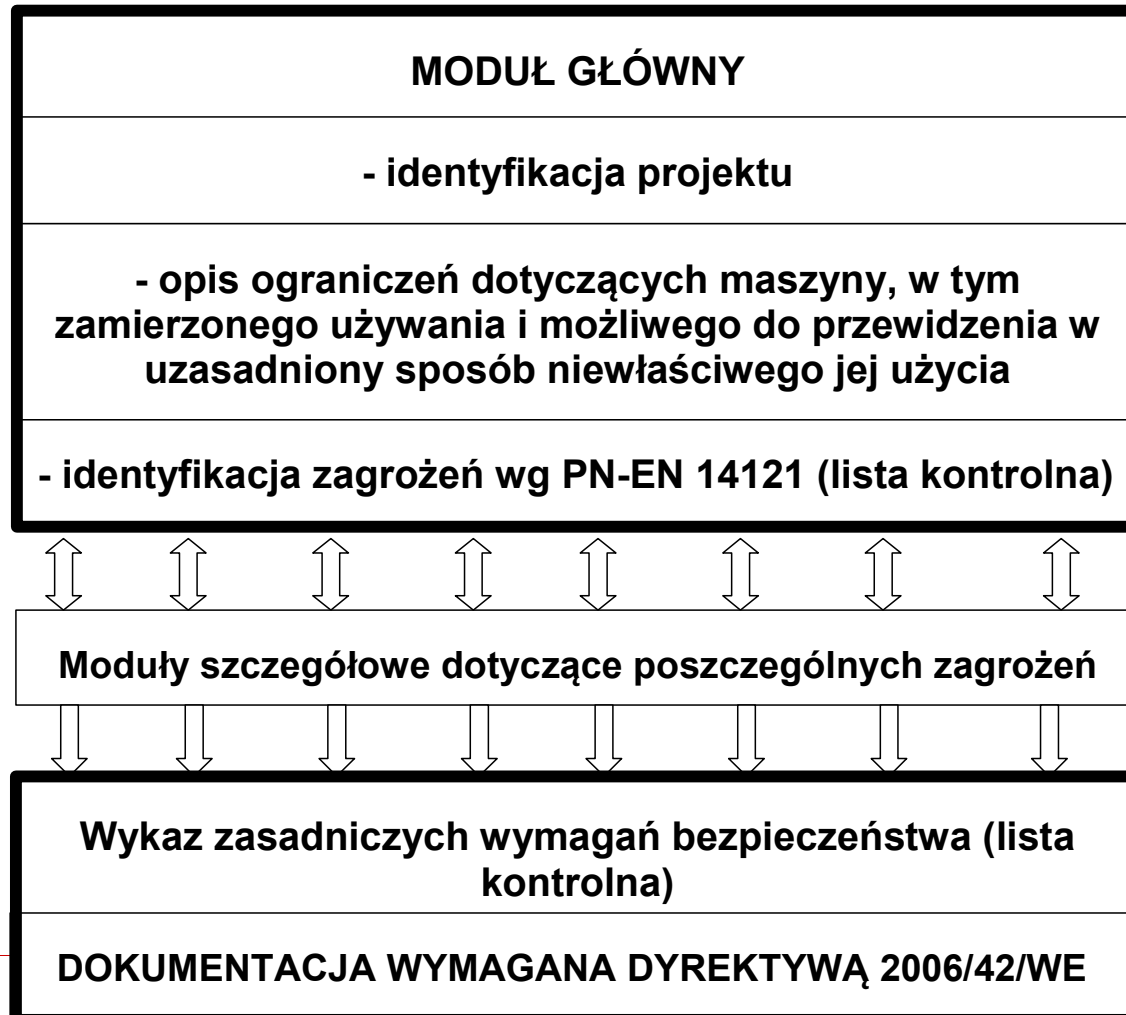 MODUŁ GŁÓWNY
- identyfikacja projektu
- opis ograniczeń dotyczących maszyny, w tym
zamierzonego używania i możliwego do przewidzenia w
uzasadniony sposób niewłaściwego jej użycia
- identyfikacja zagrożeń wg PN-EN 14121 (lista kontrolna)
Moduły szczegółowe dotyczące poszczególnych zagrożeń
Wykaz zasadniczych wymagań bezpieczeństwa (lista
kontrolna)
DOKUMENTACJA WYMAGANA DYREKTYWĄ 2006/42/WE